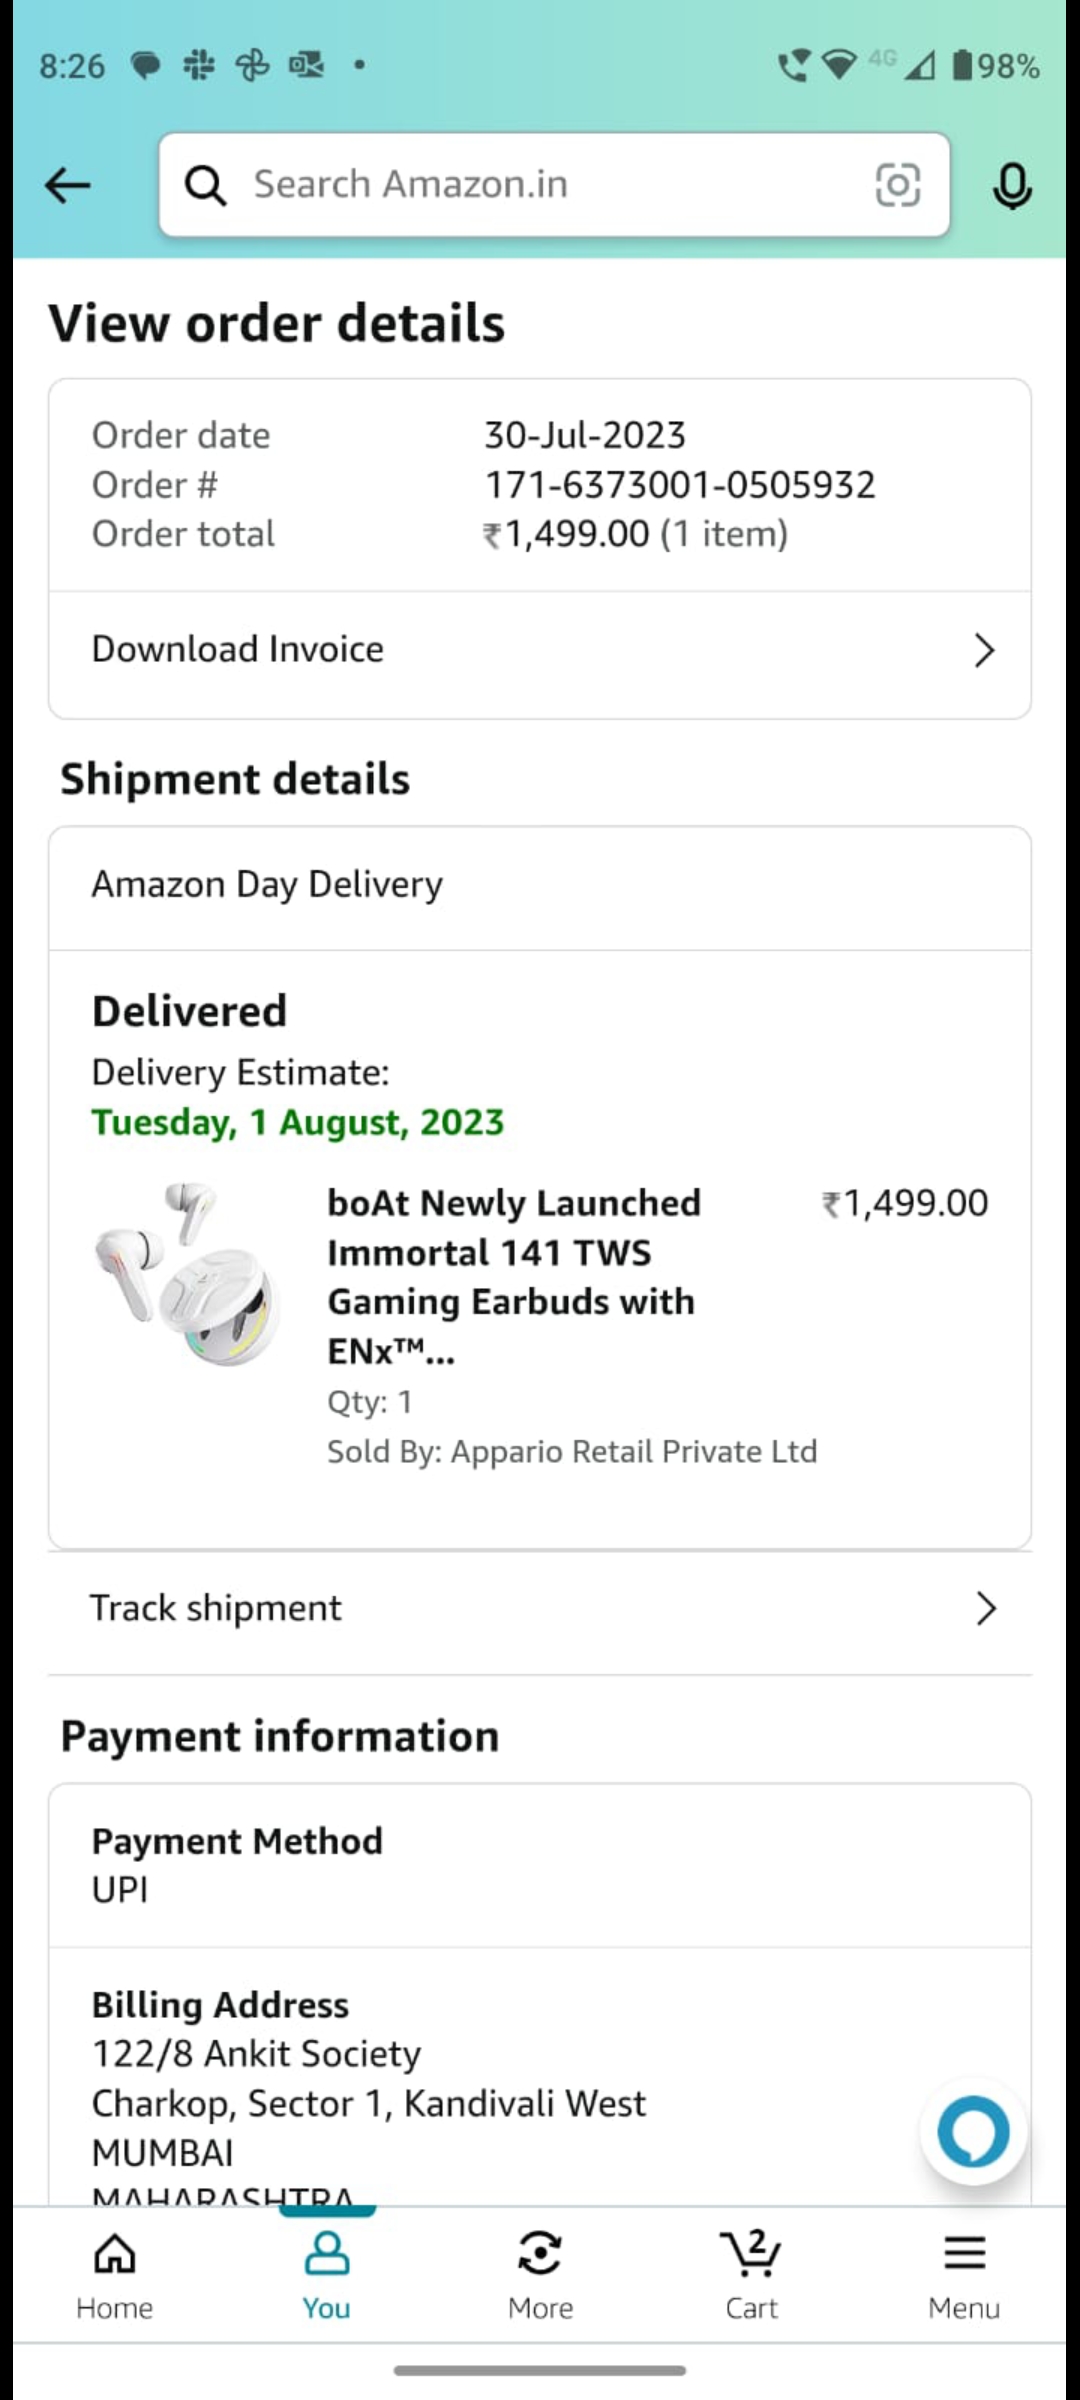 8:26
4G
98%
Search Amazon.in
View order details
Order date 30-Jul-2023
Order # 171-6373001-0505932
Order total ₹1,499.00 (1 item)
Download Invoice
Shipment details
Amazon Day Delivery
Delivered
Delivery Estimate:
Tuesday, 1 August, 2023
boAt Newly Launched ₹1,499.00
Immortal 141 TWS
Gaming Earbuds with
ENx™...
Qty: 1
Sold By: Appario Retail Private Ltd
Track shipment
Payment information
Payment Method
UPI
Billing Address
122/8 Ankit Society
Charkop, Sector 1, Kandivali West
MUMBAI
MAHARASHTRA
2
Home You More Cart Menu